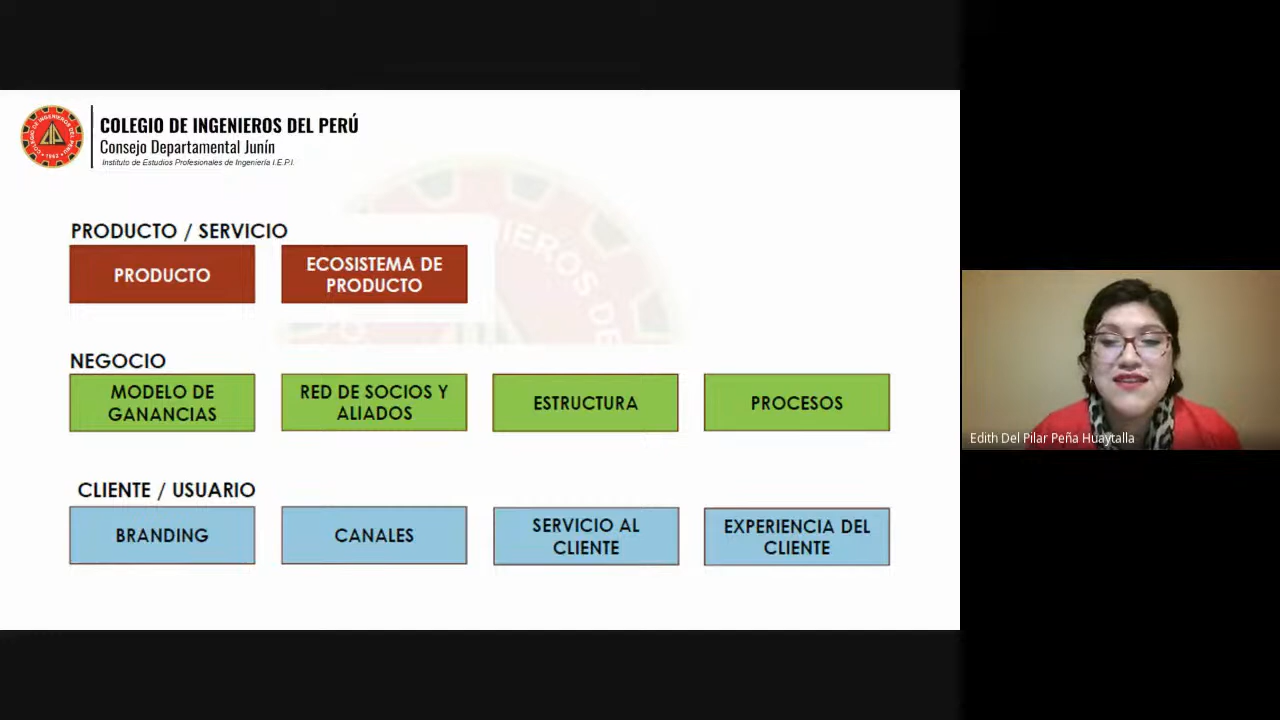 COLEGIO DE INGENIEROS DEL PERÚ
Consejo Departamental Junín
Instituto de Estudios Profesionales de Ingeniería I.E.P.I.
PRODUCTO / SERVICIO
PRODUCTO
ECOSISTEMA DE
PRODUCTO
NEGOCIO
MODELO DE
GANANCIAS
RED DE SOCIOS Y
ALIADOS
ESTRUCTURA
PROCESOS
CLIENTE / USUARIO
BRANDING
CANALES
SERVICIO AL
CLIENTE
EXPERIENCIA DEL
CLIENTE
Edith Del Pilar Peña Huaytalla